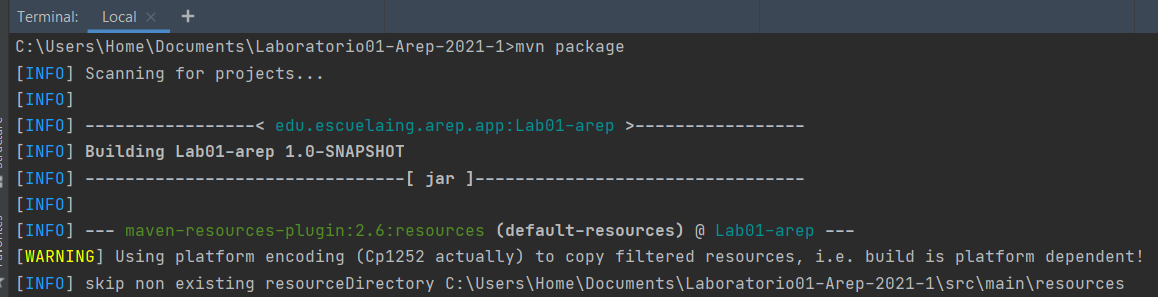 Terminal: Local × +
C:\Users\Home\Documents\Laboratorio01-Arep-2021-1>mvn package
[INFO] Scanning for projects...
[INFO]
[INFO] -----------------< edu.escuelaing.arep.app:Lab01-arep >-----------------
[INFO] Building Lab01-arep 1.0-SNAPSHOT
[INFO] --------------------------------[ jar ]---------------------------------
[INFO]
[INFO] --- maven-resources-plugin:2.6:resources (default-resources) @ Lab01-arep ---
[WARNING] Using platform encoding (Cp1252 actually) to copy filtered resources, i.e. build is platform dependent!
[INFO] skip non existing resourceDirectory C:\Users\Home\Documents\Laboratorio01-Arep-2021-1\src\main\resources